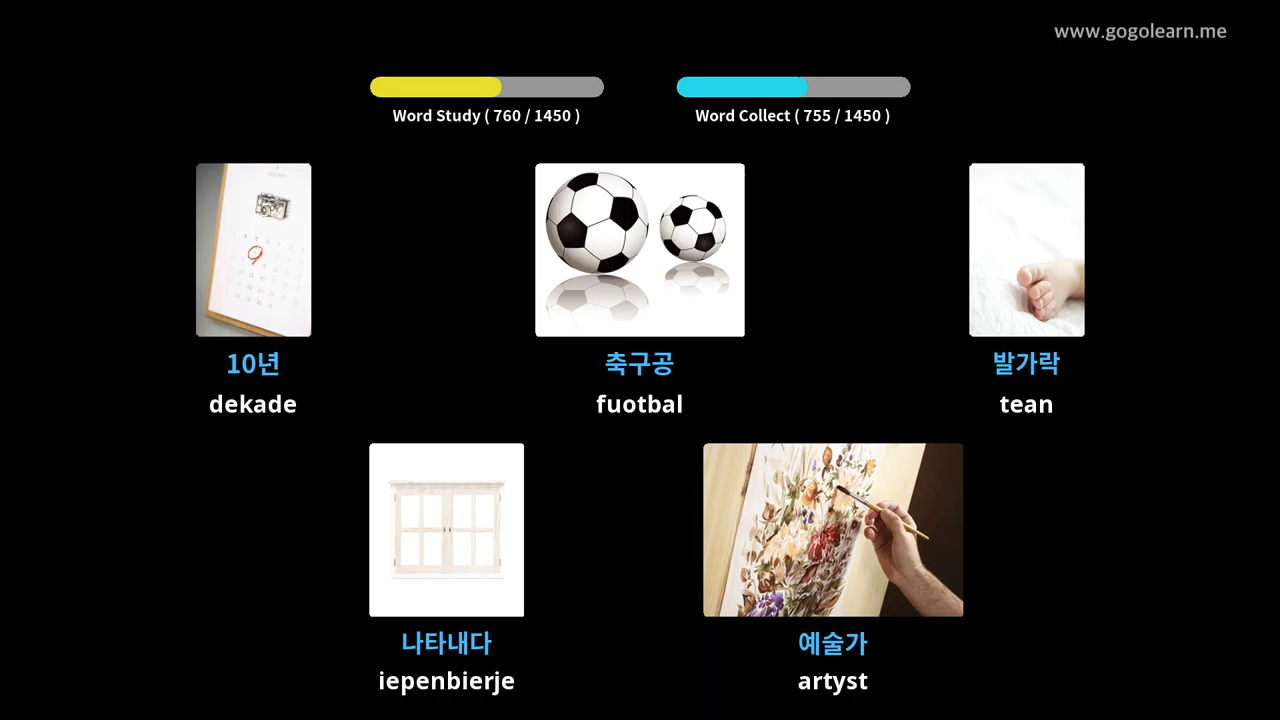 www.gogolearn.me
Word Study ( 760 / 1450 )
Word Collect ( 755 / 1450 )
10년
축구공
발가락
dekade
fuotbal
tean
나타내다
예술가
iepenbierje
artyst